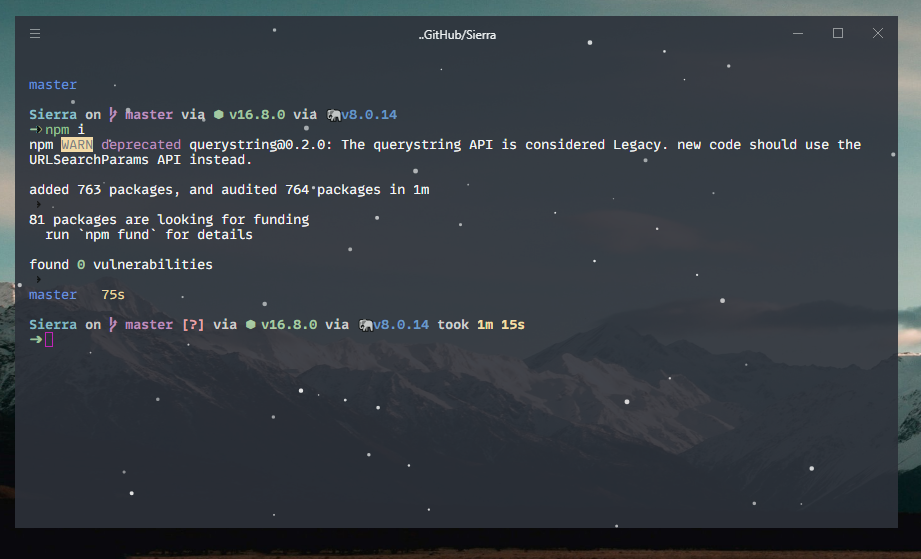 ..GitHub/Sierra
master
Sierra on master via v16.8.0 via 🐘v8.0.14
➜npm i
npm WARN deprecated querystring@0.2.0: The querystring API is considered Legacy. new code should use the
URLSearchParams API instead.
added 763 packages, and audited 764 packages in 1m
81 packages are looking for funding
run `npm fund` for details
found 0 vulnerabilities
master 75s
Sierra on master [?] via v16.8.0 via 🐘v8.0.14 took 1m 15s
➜